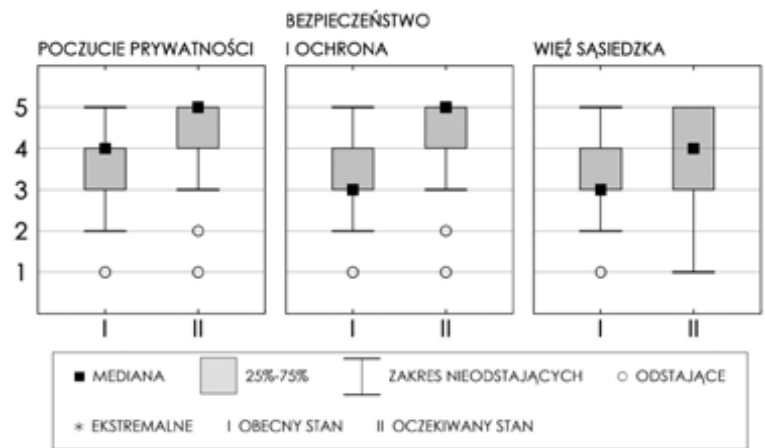 POCZUCIE PRYWATNOŚCI
BEZPIECZEŃSTWO
I OCHRONA
WIĘŹ SĄSIEDZKA
5
4
3
2
1
I II
I II
I II
MEDIANA 25%-75% ZAKRES NIEODSTAJĄCYCH ODSTAJĄCE
* EKSTREMALNE I OBECNY STAN II OCZEKIWANY STAN